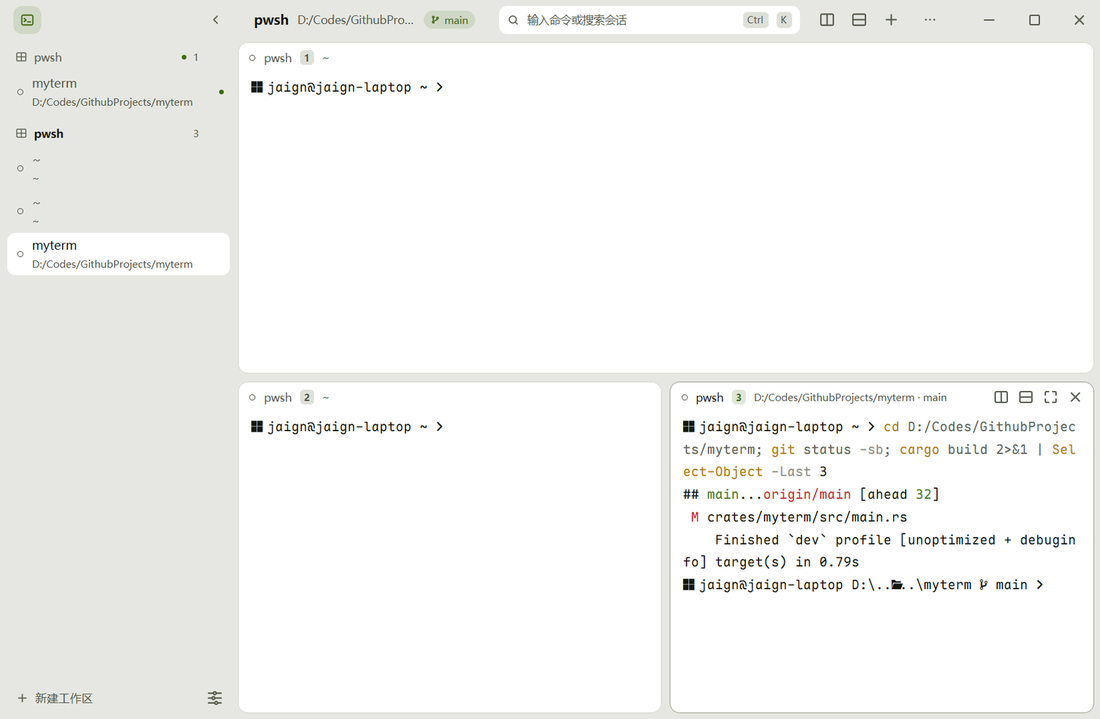 pwsh D:/Codes/GithubPro... main 输入命令或搜索会话 Ctrl K
pwsh 1
myterm
D:/Codes/GithubProjects/myterm
pwsh 3
~
~
~
~
myterm
D:/Codes/GithubProjects/myterm
新建工作区
pwsh 1 ~
jaign@jaign-laptop ~ ❯
pwsh 2 ~
jaign@jaign-laptop ~ ❯
pwsh 3 D:/Codes/GithubProjects/myterm · main
jaign@jaign-laptop ~ ❯ cd D:/Codes/GithubProjec
ts/myterm; git status -sb; cargo build 2>&1 | Sel
ect-Object -Last 3
## main...origin/main [ahead 32]
M crates/myterm/src/main.rs
Finished `dev` profile [unoptimized + debugin
fo] target(s) in 0.79s
jaign@jaign-laptop D:\..\..\myterm main ❯